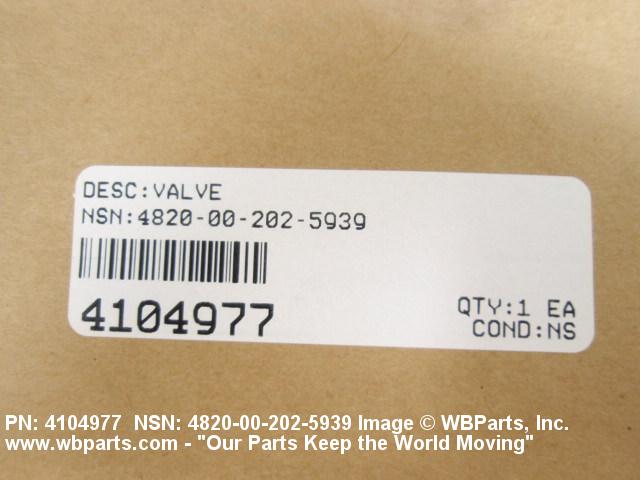 DESC:VALVE
NSN:4820-00-202-5939
4104977
QTY:1 EA
COND:NS
PN: 4104977 NSN: 4820-00-202-5939 Image © WBParts, Inc.
www.wbparts.com - "Our Parts Keep the World Moving"